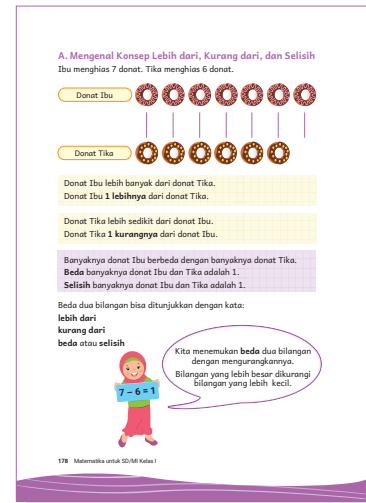 A. Mengenal Konsep Lebih dari, Kurang dari, dan Selisih
Ibu menghias 7 donat. Tika menghias 6 donat.
Donat Ibu
Donat Tika
Donat Ibu lebih banyak dari donat Tika.
Donat Ibu 1 lebihnya dari donat Tika.
Donat Tika lebih sedikit dari donat Ibu.
Donat Tika 1 kurangnya dari donat Ibu.
Banyaknya donat Ibu berbeda dengan banyaknya donat Tika.
Beda banyaknya donat Ibu dan Tika adalah 1.
Selisih banyaknya donat Ibu dan Tika adalah 1.
Beda dua bilangan bisa ditunjukkan dengan kata:
lebih dari
kurang dari
beda atau selisih
Kita menemukan beda dua bilangan
dengan mengurangkannya.
Bilangan yang lebih besar dikurangi
bilangan yang lebih kecil.
7 – 6 = 1
178 Matematika untuk SD/MI Kelas I